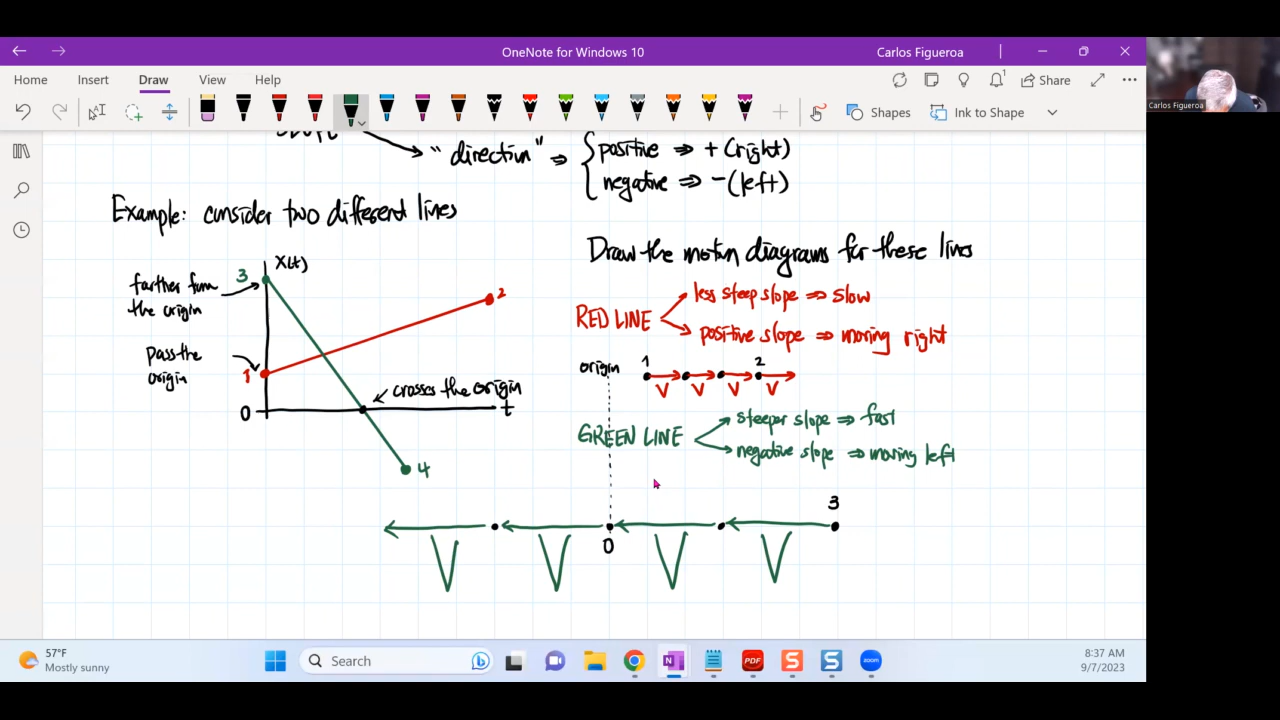 OneNote for Windows 10
Carlos Figueroa
Home Insert Draw View Help
Share
Shapes
Ink to Shape
Carlos Figueroa
"direction" ⇒ { positive ⇒ + (right)
negative ⇒ - (left)
Example: consider two different lines
Draw the motion diagrams for these lines
X(t)
3
farther from
the origin
2
RED LINE
less steep slope ⇒ slow
positive slope ⇒ moving right
pass the
origin
1
origin
1
2
V V V V
crosses the origin
0
t
GREEN LINE
steeper slope ⇒ fast
negative slope ⇒ moving left
4
3
0
V V V V
57°F
Mostly sunny
Search
PDF
S
S
zoom
8:37 AM
9/7/2023